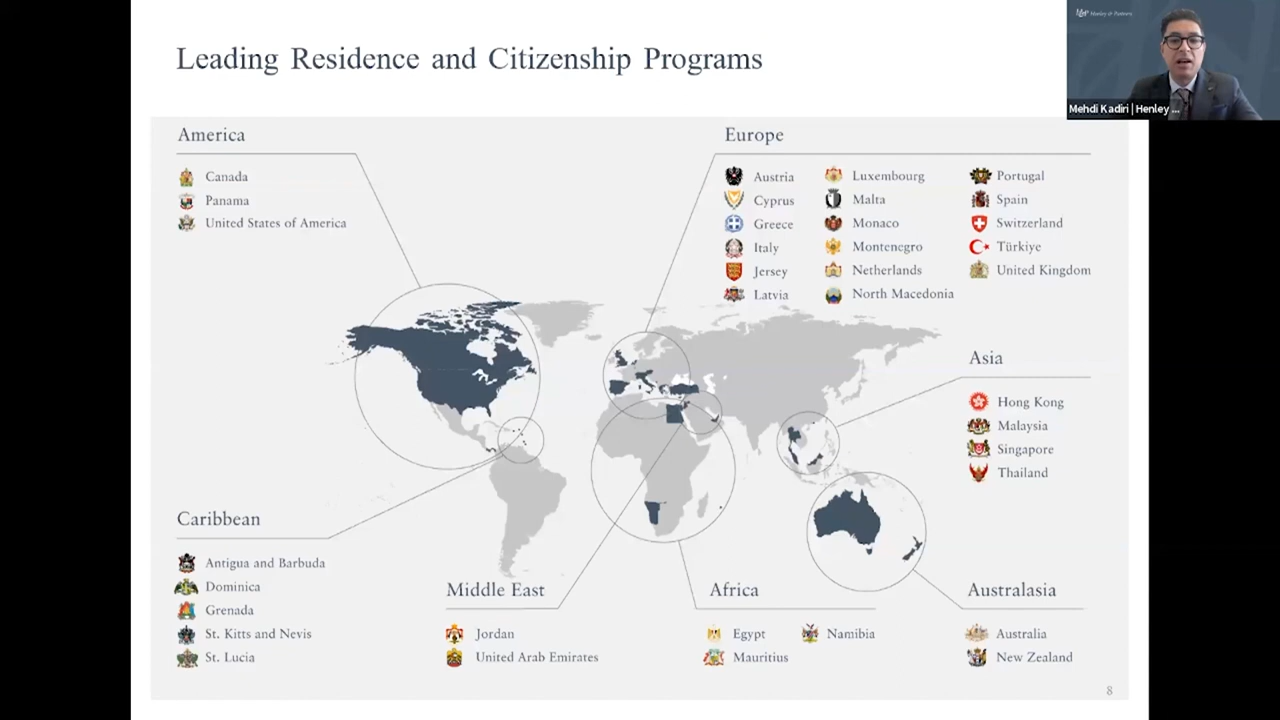 Leading Residence and Citizenship Programs
Henley & Partners
Mehdi Kadiri | Henley ...
America
Canada
Panama
United States of America
Europe
Austria
Cyprus
Greece
Italy
Jersey
Latvia
Luxembourg
Malta
Monaco
Montenegro
Netherlands
North Macedonia
Portugal
Spain
Switzerland
Türkiye
United Kingdom
Asia
Hong Kong
Malaysia
Singapore
Thailand
Caribbean
Antigua and Barbuda
Dominica
Grenada
St. Kitts and Nevis
St. Lucia
Middle East
Jordan
United Arab Emirates
Africa
Egypt
Mauritius
Namibia
Australasia
Australia
New Zealand
8